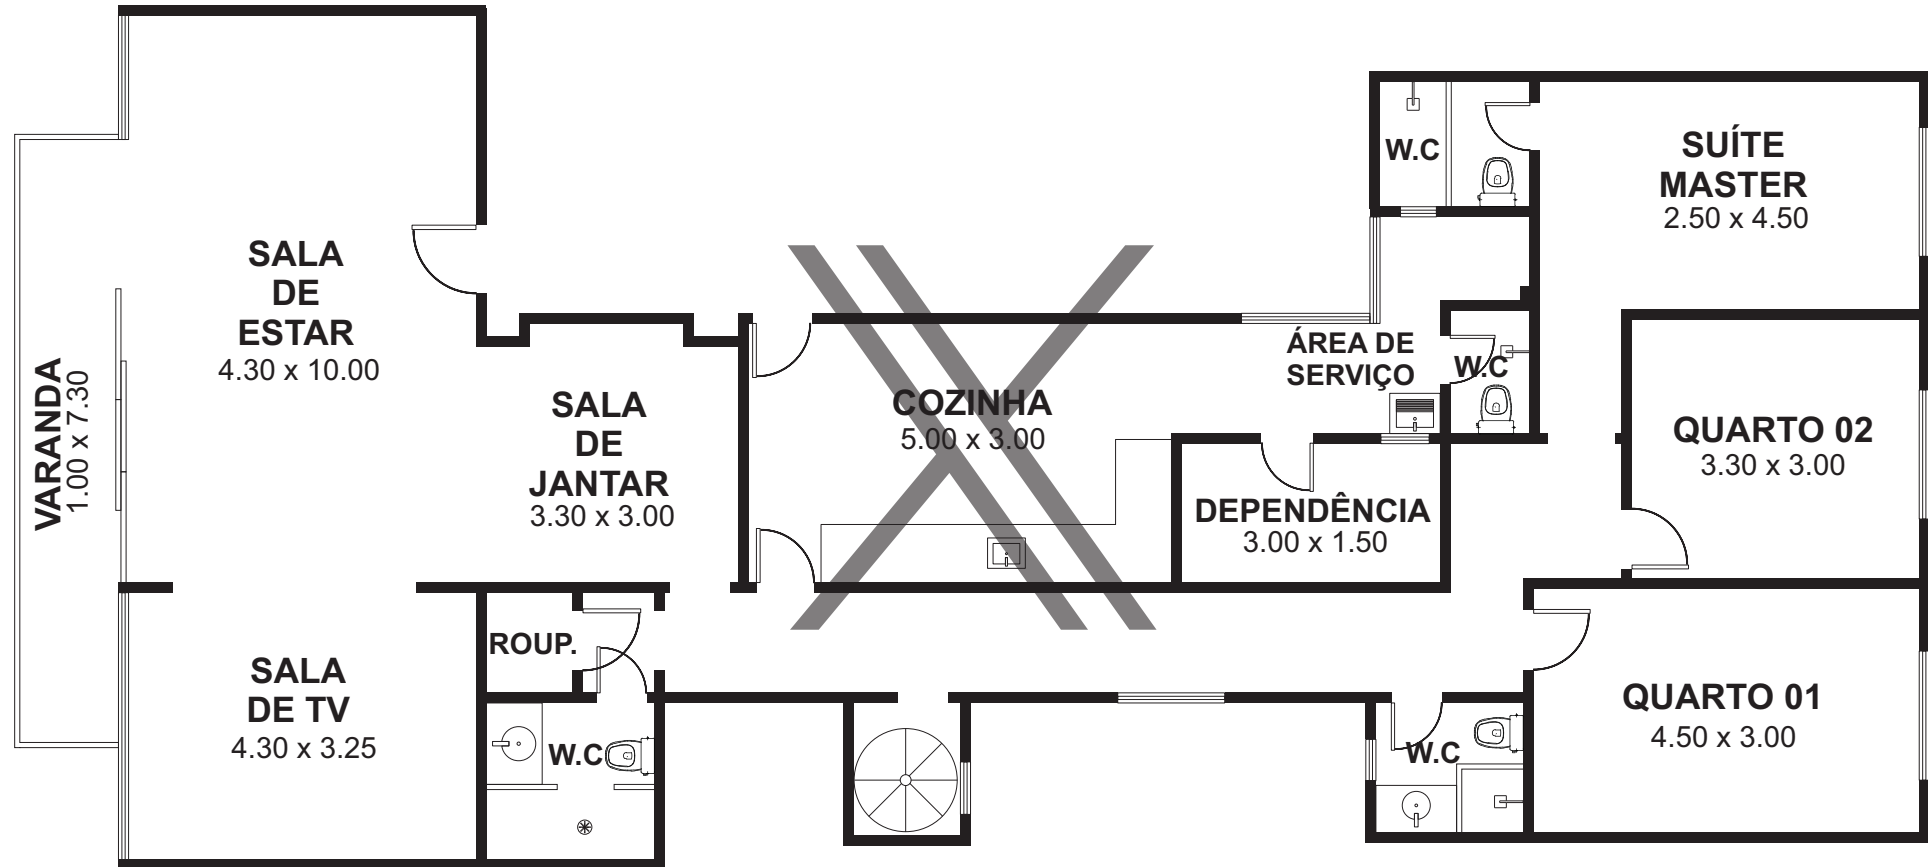 VARANDA
1.00 x 7.30
SALA
DE
ESTAR
4.30 x 10.00
SALA
DE
JANTAR
3.30 x 3.00
SALA
DE TV
4.30 x 3.25
ROUP.
W.C
COZINHA
5.00 x 3.00
ÁREA DE
SERVIÇO
DEPENDÊNCIA
3.00 x 1.50
W.C
W.C
SUÍTE
MASTER
2.50 x 4.50
QUARTO 02
3.30 x 3.00
QUARTO 01
4.50 x 3.00
W.C